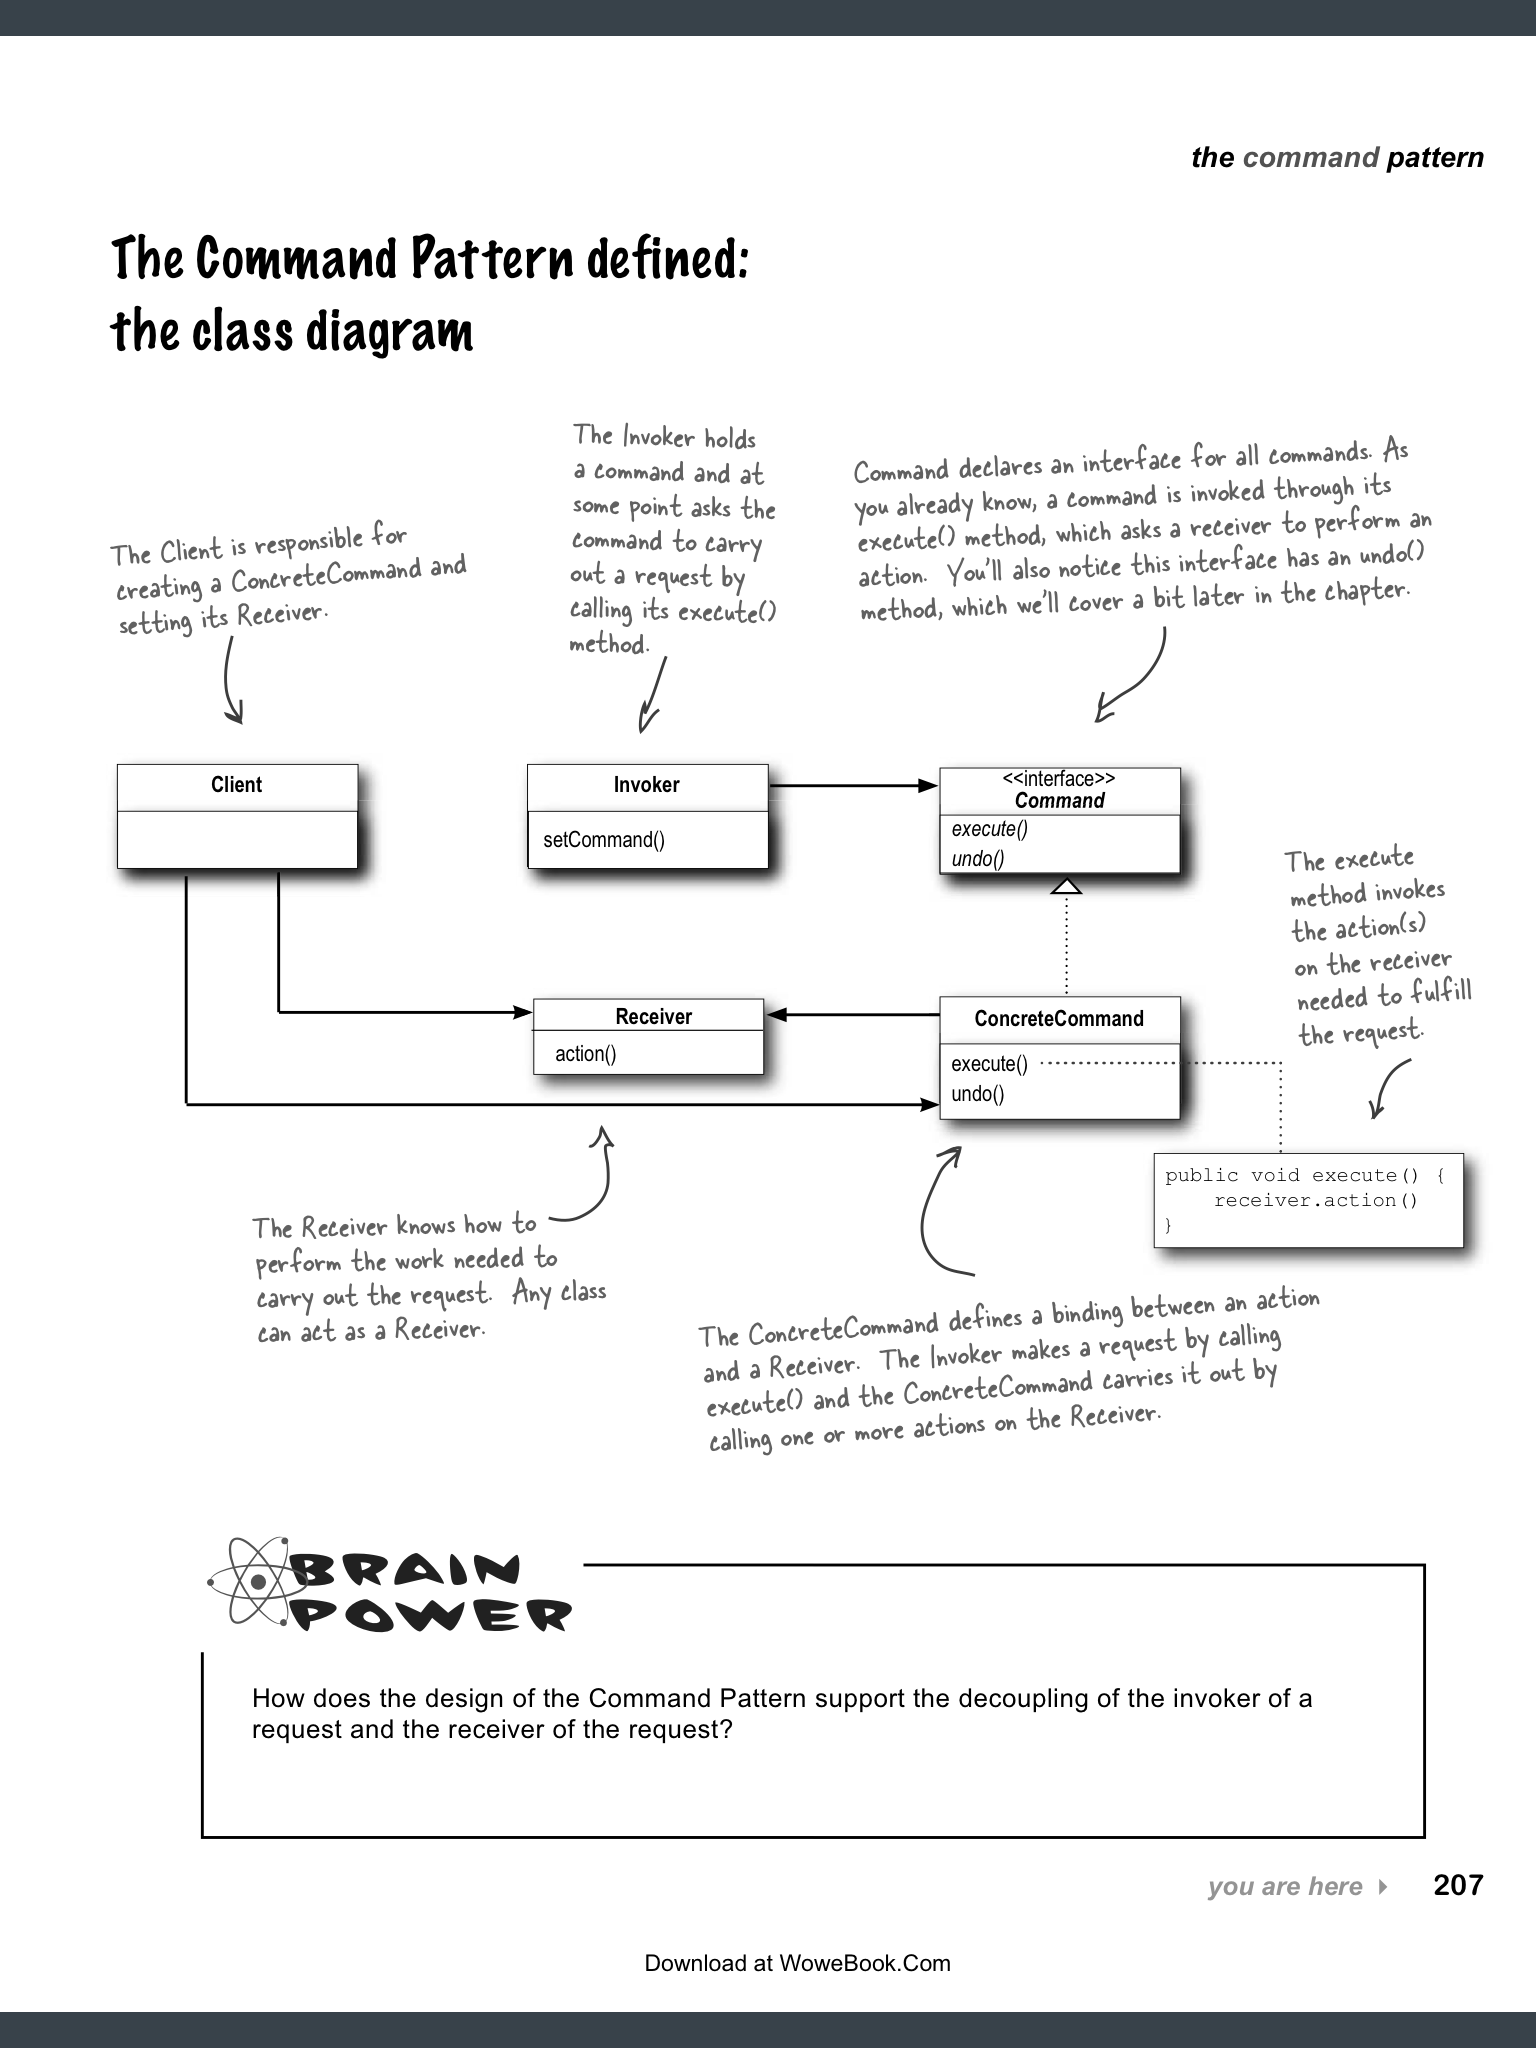 the command pattern
The Command Pattern defined:
the class diagram
The Client is responsible for
creating a ConcreteCommand and
setting its Receiver.
The Invoker holds
a command and at
some point asks the
command to carry
out a request by
calling its execute()
method.
Command declares an interface for all commands. As
you already know, a command is invoked through its
execute() method, which asks a receiver to perform an
action. You'll also notice this interface has an undo()
method, which we'll cover a bit later in the chapter.
Client
Invoker
setCommand()
<<interface>>
Command
execute()
undo()
The execute
method invokes
the action(s)
on the receiver
needed to fulfill
the request.
Receiver
action()
ConcreteCommand
execute()
undo()
public void execute() {
receiver.action()
}
The Receiver knows how to
perform the work needed to
carry out the request. Any class
can act as a Receiver.
The ConcreteCommand defines a binding between an action
and a Receiver. The Invoker makes a request by calling
execute() and the ConcreteCommand carries it out by
calling one or more actions on the Receiver.
BRAIN
POWER
How does the design of the Command Pattern support the decoupling of the invoker of a
request and the receiver of the request?
you are here 207
Download at WoweBook.Com